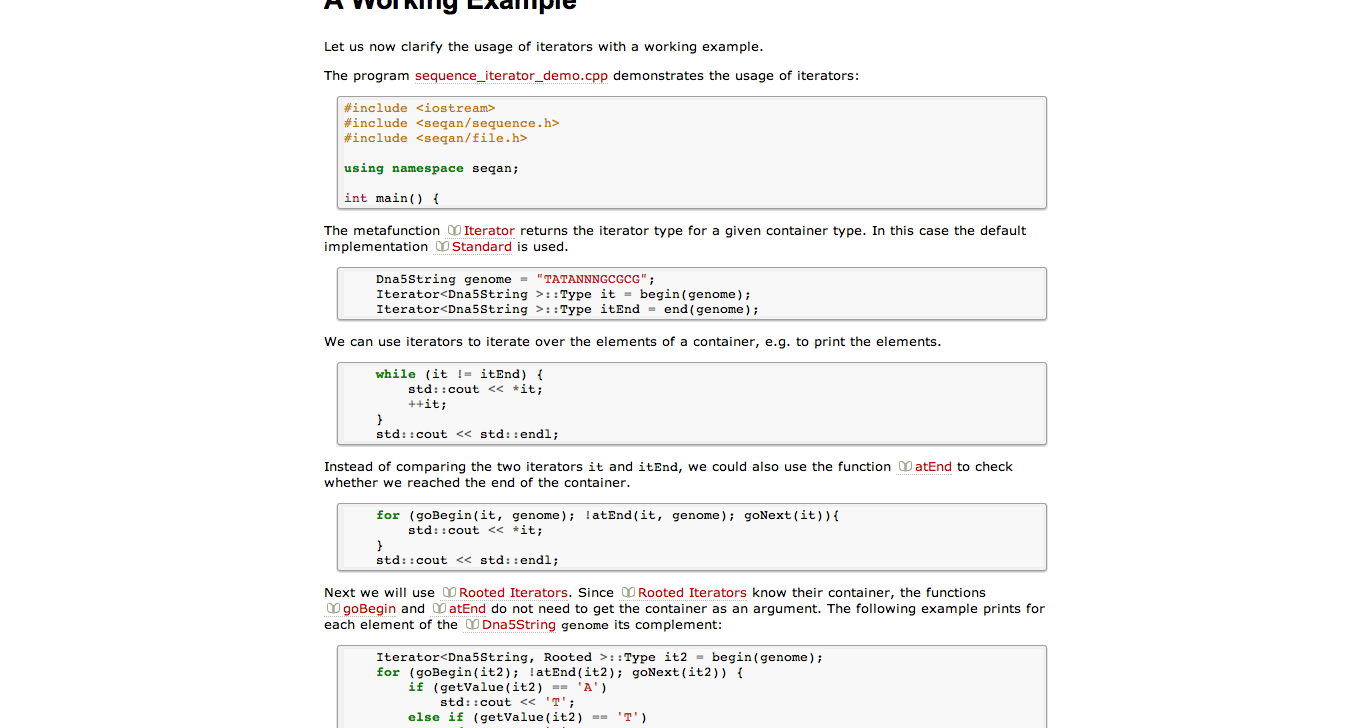 A Working Example
Let us now clarify the usage of iterators with a working example.
The program sequence_iterator_demo.cpp demonstrates the usage of iterators:
#include <iostream>
#include <seqan/sequence.h>
#include <seqan/file.h>
using namespace seqan;
int main() {
The metafunction Iterator returns the iterator type for a given container type. In this case the default
implementation Standard is used.
Dna5String genome = "TATANNNGCGCG";
Iterator<Dna5String >::Type it = begin(genome);
Iterator<Dna5String >::Type itEnd = end(genome);
We can use iterators to iterate over the elements of a container, e.g. to print the elements.
while (it != itEnd) {
std::cout << *it;
++it;
}
std::cout << std::endl;
Instead of comparing the two iterators it and itEnd, we could also use the function atEnd to check
whether we reached the end of the container.
for (goBegin(it, genome); !atEnd(it, genome); goNext(it)){
std::cout << *it;
}
std::cout << std::endl;
Next we will use Rooted Iterators. Since Rooted Iterators know their container, the functions
goBegin and atEnd do not need to get the container as an argument. The following example prints for
each element of the Dna5String genome its complement:
Iterator<Dna5String, Rooted >::Type it2 = begin(genome);
for (goBegin(it2); !atEnd(it2); goNext(it2)) {
if (getValue(it2) == 'A')
std::cout << 'T';
else if (getValue(it2) == 'T')